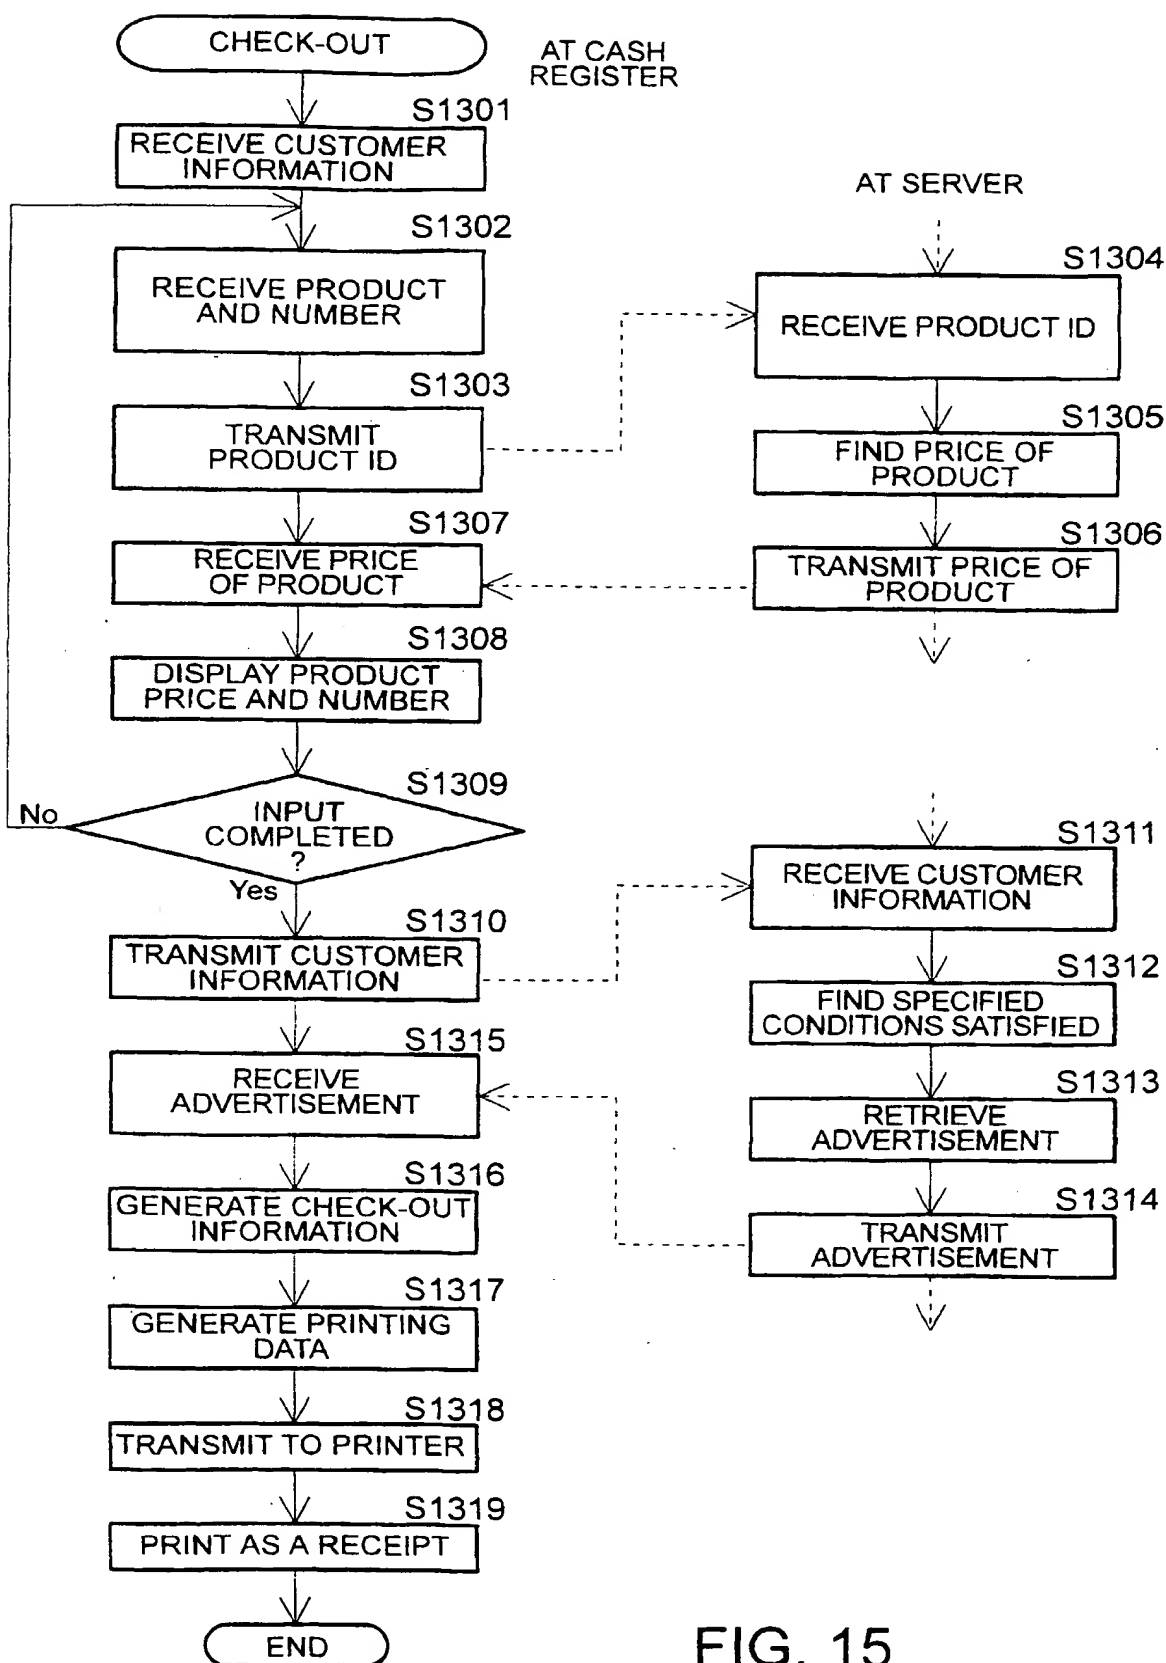 CHECK-OUT
AT CASH
REGISTER
S1301
RECEIVE CUSTOMER
INFORMATION
S1302
RECEIVE PRODUCT
AND NUMBER
S1303
TRANSMIT
PRODUCT ID
S1307
RECEIVE PRICE
OF PRODUCT
S1308
DISPLAY PRODUCT
PRICE AND NUMBER
S1309
INPUT
COMPLETED
?
No
Yes
S1310
TRANSMIT CUSTOMER
INFORMATION
S1315
RECEIVE
ADVERTISEMENT
S1316
GENERATE CHECK-OUT
INFORMATION
S1317
GENERATE PRINTING
DATA
S1318
TRANSMIT TO PRINTER
S1319
PRINT AS A RECEIPT
END
AT SERVER
S1304
RECEIVE PRODUCT ID
S1305
FIND PRICE OF
PRODUCT
S1306
TRANSMIT PRICE OF
PRODUCT
S1311
RECEIVE CUSTOMER
INFORMATION
S1312
FIND SPECIFIED
CONDITIONS SATISFIED
S1313
RETRIEVE
ADVERTISEMENT
S1314
TRANSMIT
ADVERTISEMENT
FIG. 15